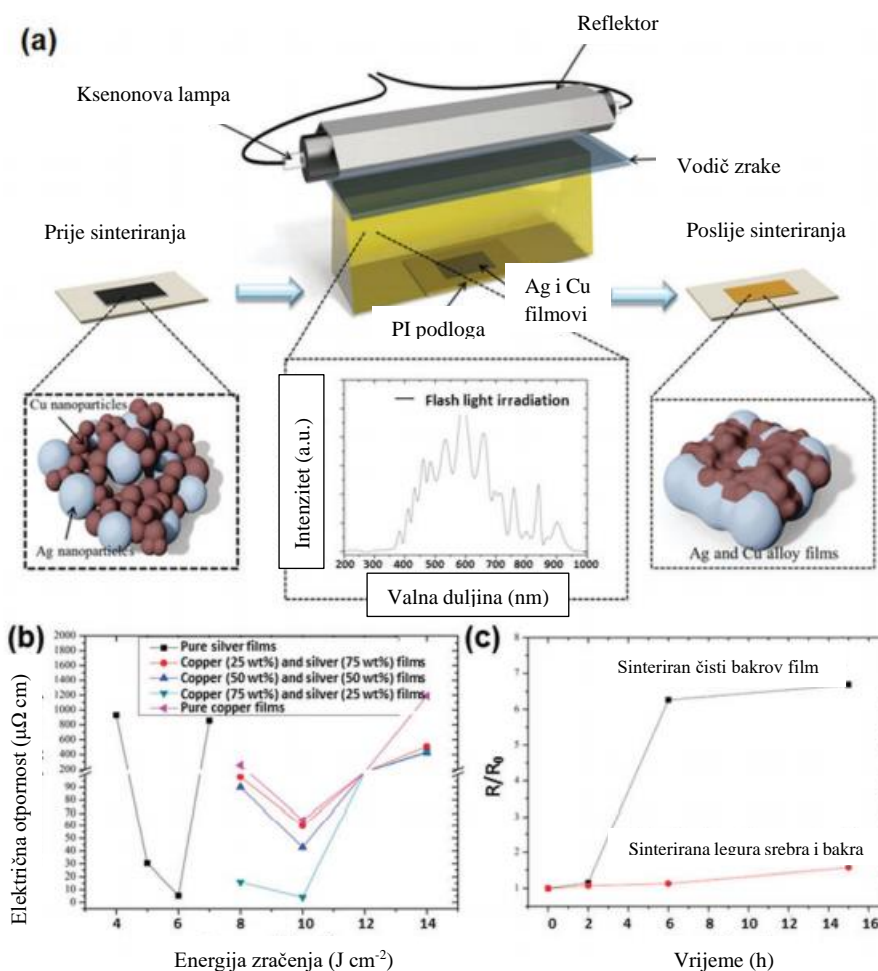 (a)
Reflektor
Ksenonova lampa
Vodič zrake
Prije sinteriranja
Poslije sinteriranja
Ag i Cu
filmovi
PI podloga
Cu nanoparticles
Ag nanoparticles
Intenzitet (a.u.)
Flash light irradiation
200 300 400 500 600 700 800 900 1000
Valna duljina (nm)
Ag and Cu alloy films
(b)
Električna otpornost (μΩ cm)
2000
1800
1600
1400
1200
1000
800
600
400
200
90
80
70
60
50
40
30
20
10
0
Pure silver films
Copper (25 wt%) and silver (75 wt%) films
Copper (50 wt%) and silver (50 wt%) films
Copper (75 wt%) and silver (25 wt%) films
Pure copper films
4 6 8 10 12 14
Energija zračenja (J cm-2)
(c)
R/R0
8
7
6
5
4
3
2
1
Sinteriran čisti bakrov film
Sinterirana legura srebra i bakra
0 2 4 6 8 10 12 14 16
Vrijeme (h)